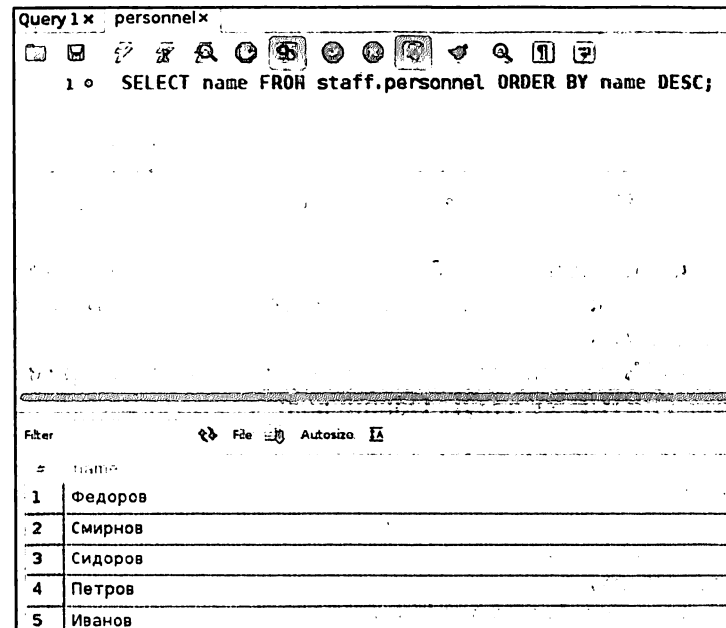 Query 1 × personnel ×
1 SELECT name FROM staff.personnel ORDER BY name DESC;
Filter File Autosize
# name
1 Федоров
2 Смирнов
3 Сидоров
4 Петров
5 Иванов